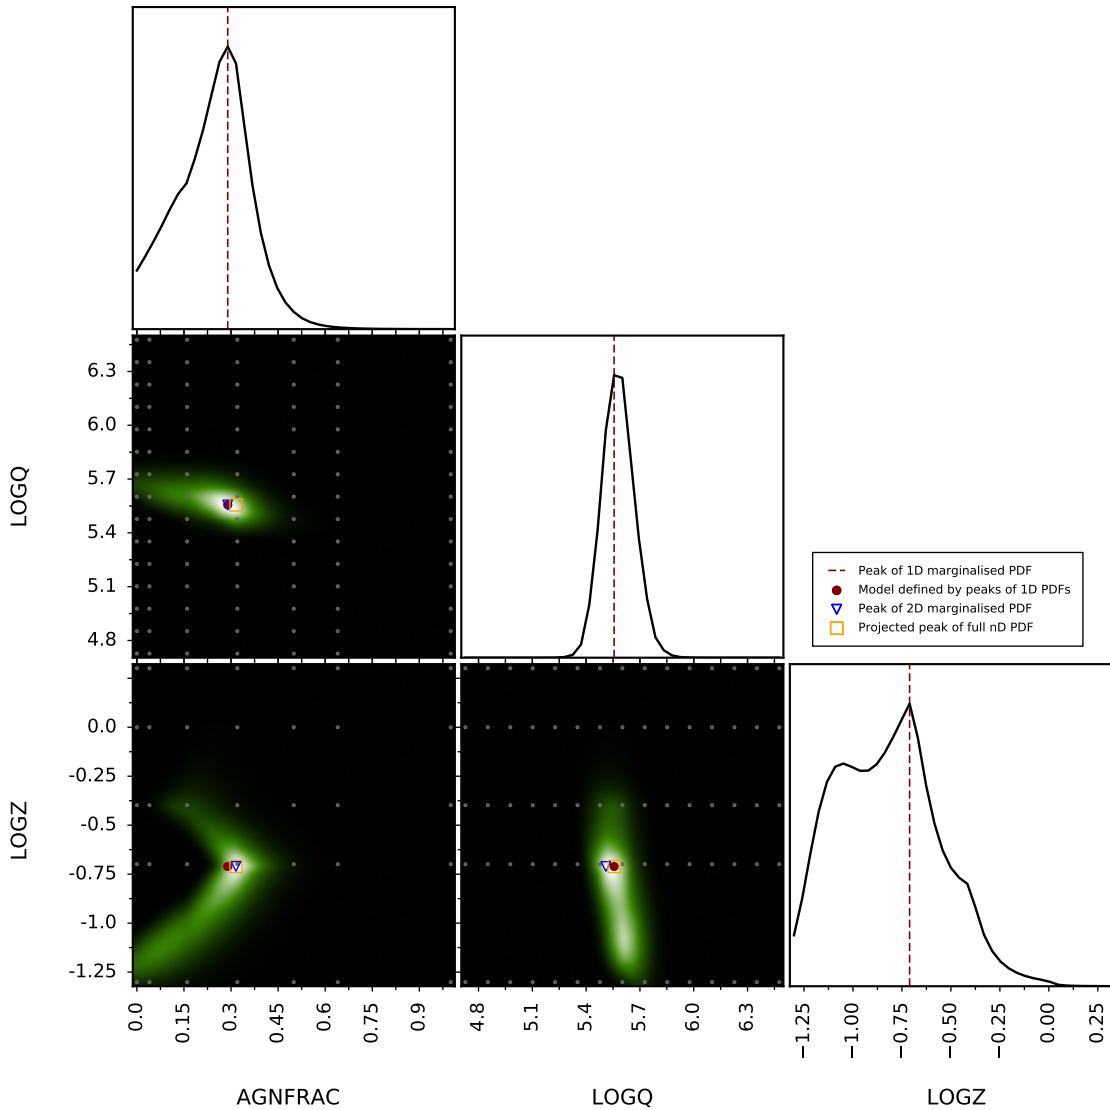 LOGQ
6.3
6.0
5.7
5.4
5.1
4.8
Peak of 1D marginalised PDF
Model defined by peaks of 1D PDFs
Peak of 2D marginalised PDF
Projected peak of full nD PDF
LOGZ
0.0
-0.25
-0.5
-0.75
-1.0
-1.25
0.0 0.15 0.3 0.45 0.6 0.75 0.9
4.8 5.1 5.4 5.7 6.0 6.3
−1.25 −1.00 −0.75 −0.50 −0.25 0.00 0.25
AGNFRAC LOGQ LOGZ